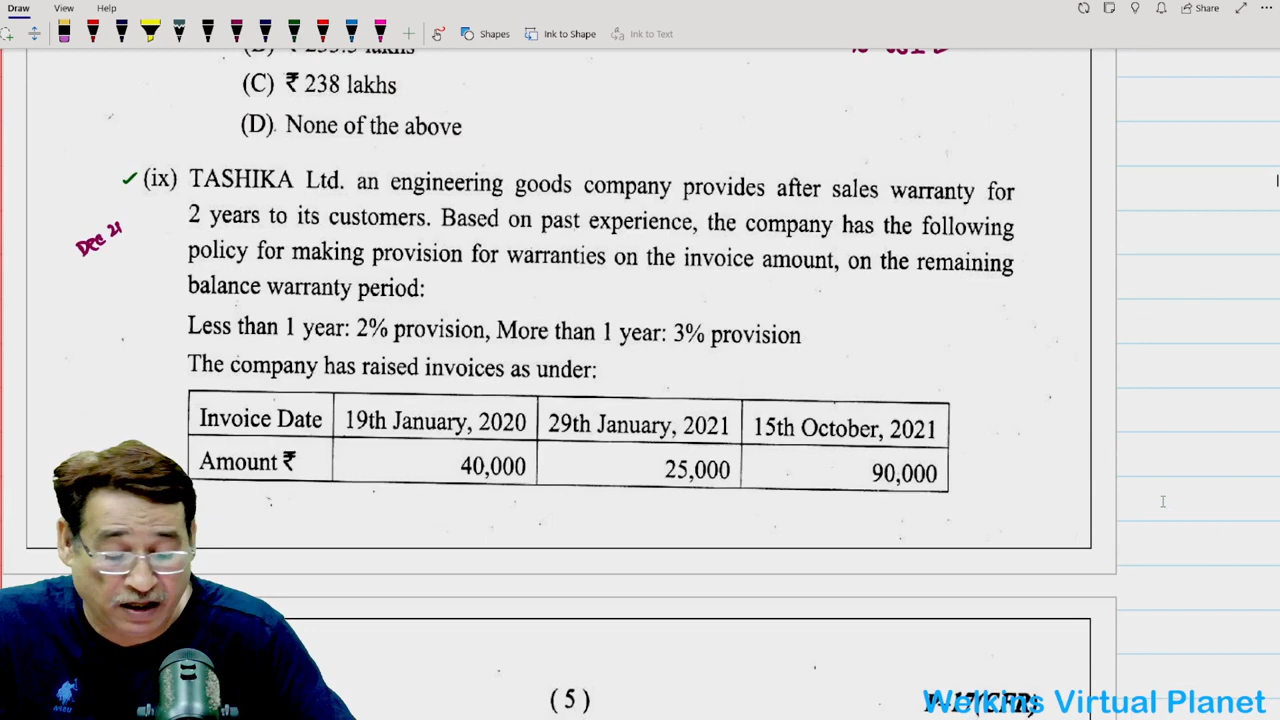 Draw View Help
Share
Shapes Ink to Shape Ink to Text
(C) ₹ 238 lakhs
(D). None of the above
(ix) TASHIKA Ltd. an engineering goods company provides after sales warranty for
2 years to its customers. Based on past experience, the company has the following
Dec 21
policy for making provision for warranties on the invoice amount, on the remaining
balance warranty period:
Less than 1 year: 2% provision, More than 1 year: 3% provision
The company has raised invoices as under:
Invoice Date 19th January, 2020 29th January, 2021 15th October, 2021
Amount ₹ 40,000 25,000 90,000
(5)
Welkins Virtual Planet